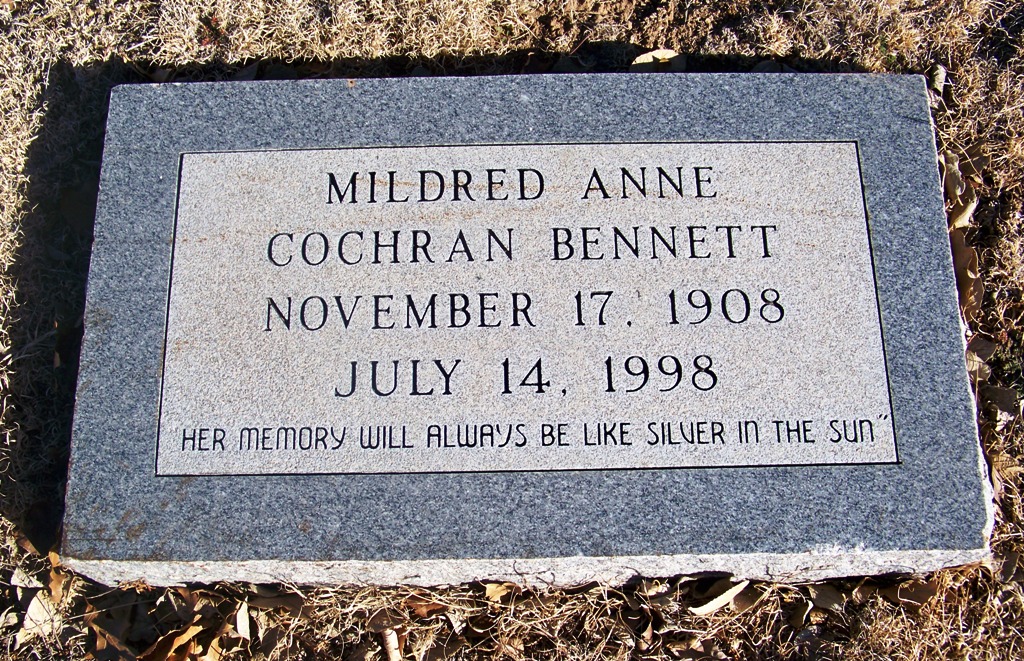 MILDRED ANNE
COCHRAN BENNETT
NOVEMBER 17, 1908
JULY 14, 1998
HER MEMORY WILL ALWAYS BE LIKE SILVER IN THE SUN"